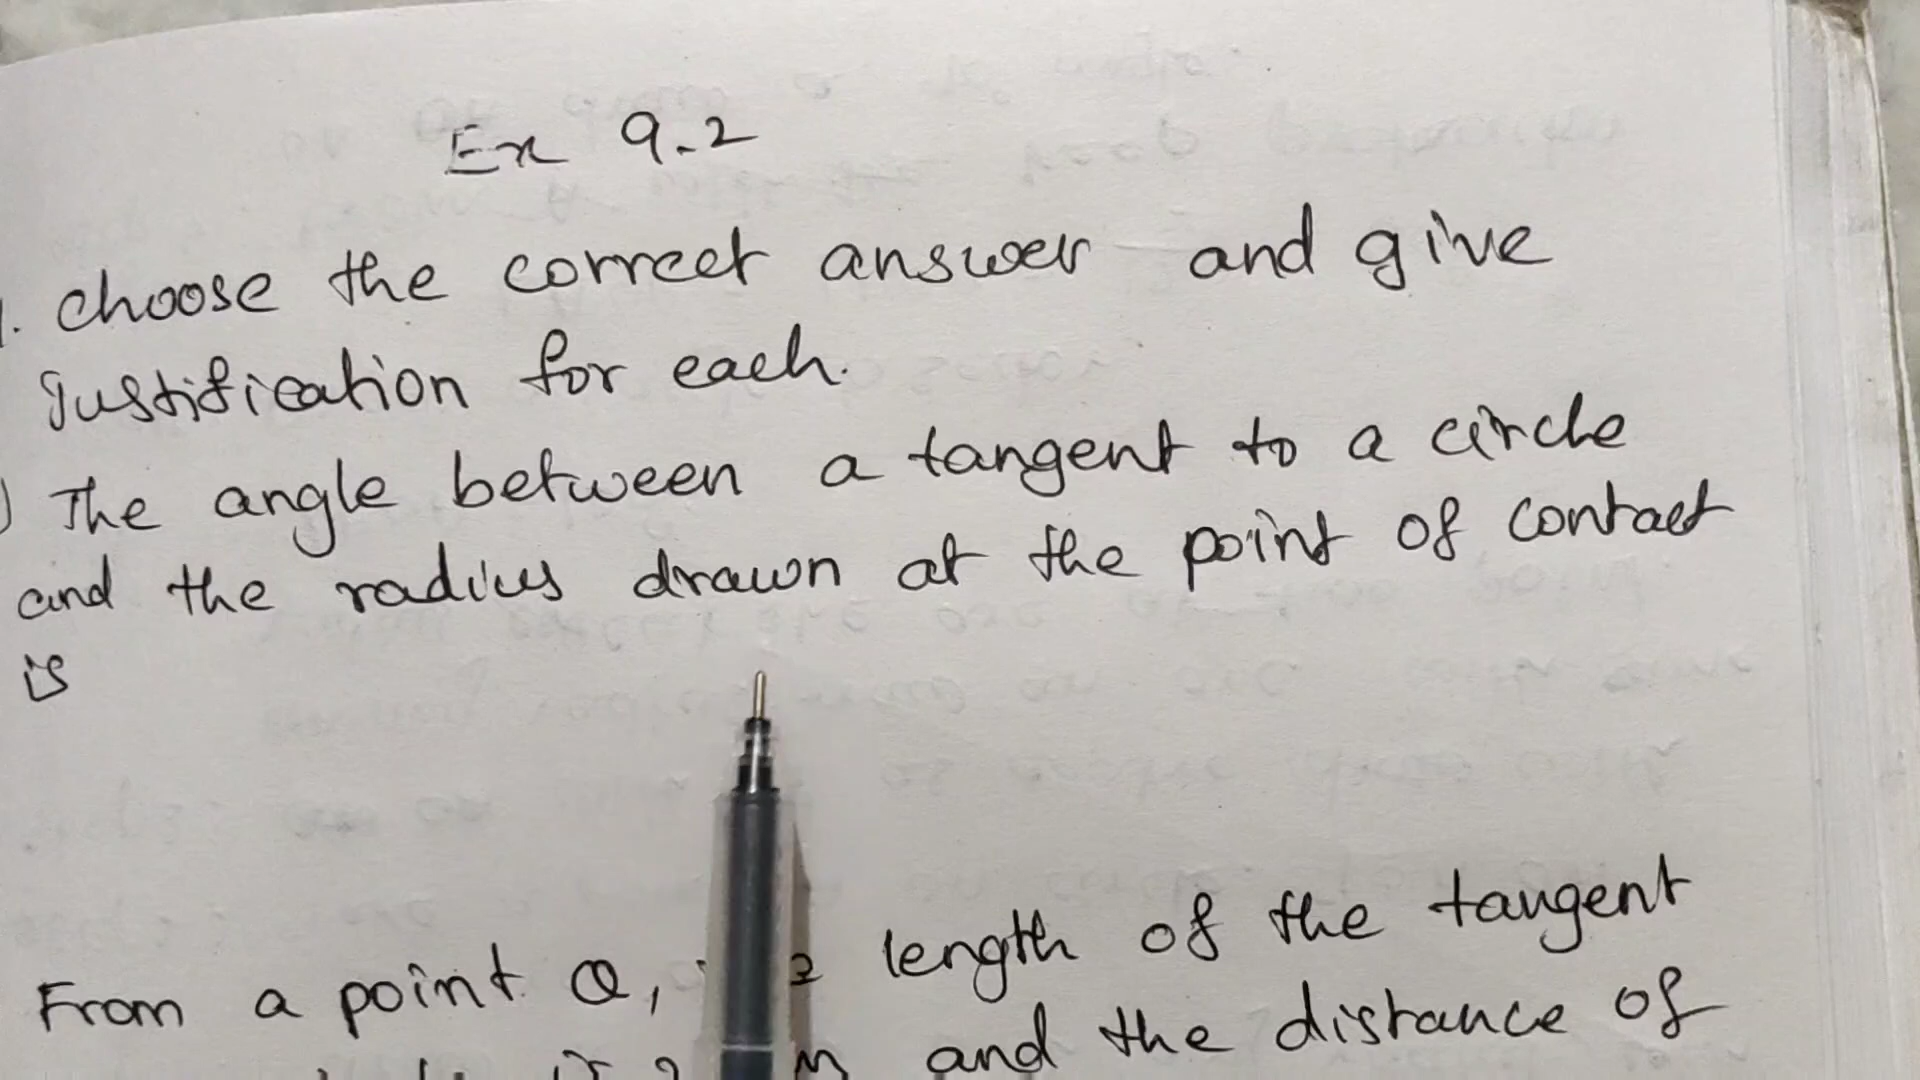 Ex 9.2
1. choose the correct answer and give
Justification for each.
) The angle between a tangent to a circle
and the radius drawn at the point of contact
is
From a point Q, length of the tangent
and the distance of